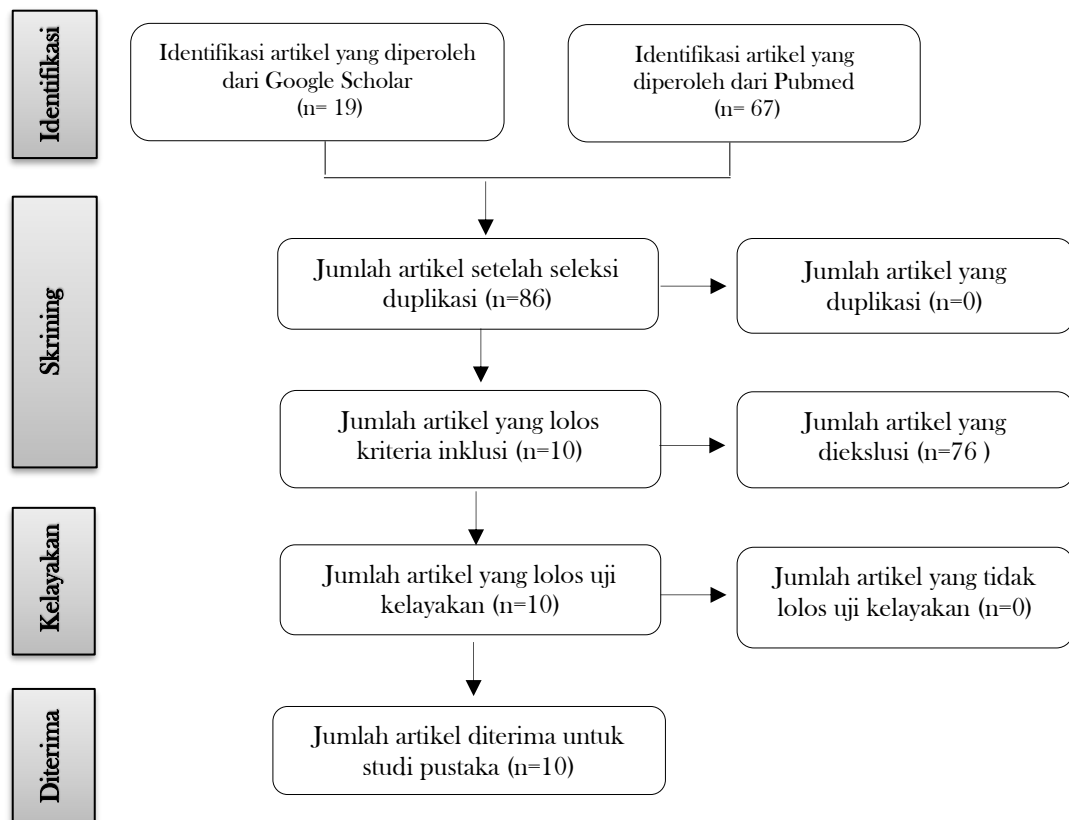 Identifikasi
Identifikasi artikel yang diperoleh
dari Google Scholar
(n= 19)
Identifikasi artikel yang
diperoleh dari Pubmed
(n= 67)
Skrining
Jumlah artikel setelah seleksi
duplikasi (n=86)
Jumlah artikel yang
duplikasi (n=0)
Jumlah artikel yang lolos
kriteria inklusi (n=10)
Jumlah artikel yang
diekslusi (n=76 )
Kelayakan
Jumlah artikel yang lolos uji
kelayakan (n=10)
Jumlah artikel yang tidak
lolos uji kelayakan (n=0)
Diterima
Jumlah artikel diterima untuk
studi pustaka (n=10)